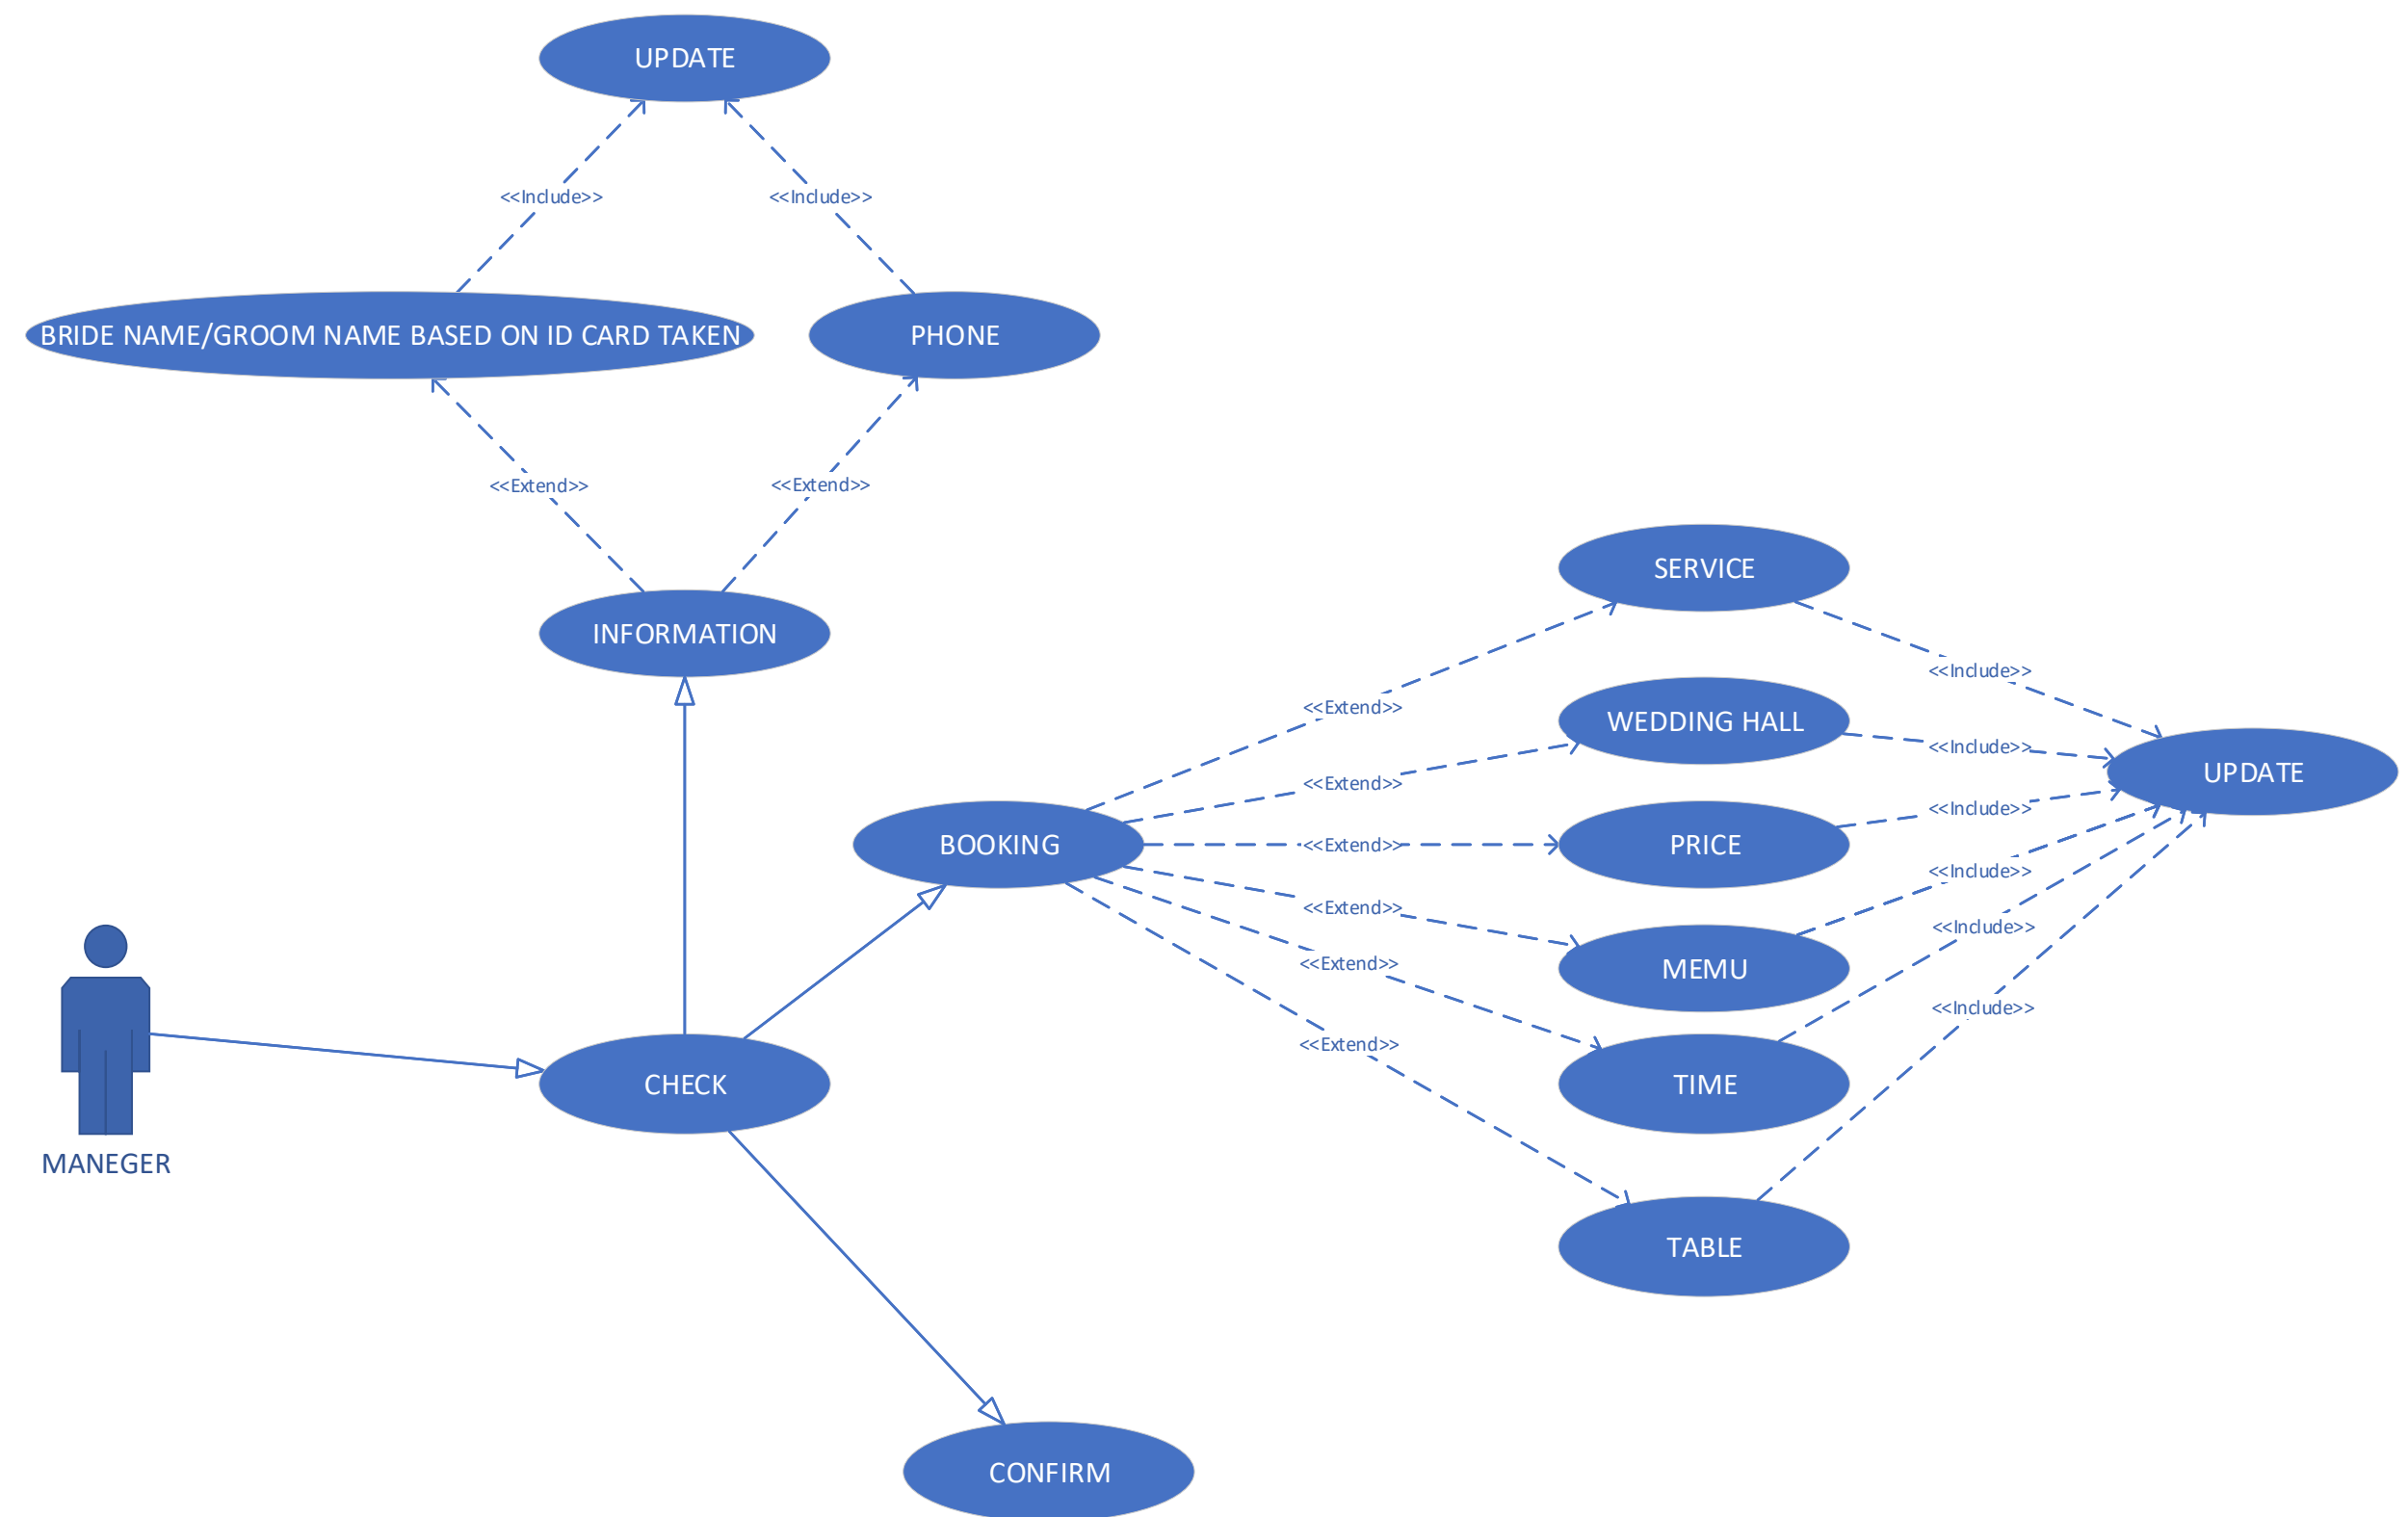 UPDATE
<<Include>>
<<Include>>
BRIDE NAME/GROOM NAME BASED ON ID CARD TAKEN
PHONE
<<Extend>>
<<Extend>>
INFORMATION
SERVICE
<<Include>>
<<Extend>>
WEDDING HALL
<<Include>>
<<Extend>>
UPDATE
<<Include>>
BOOKING
<<Extend>>
PRICE
<<Include>>
<<Extend>>
<<Include>>
<<Extend>>
MEMU
<<Include>>
<<Extend>>
CHECK
TIME
MANEGER
TABLE
CONFIRM